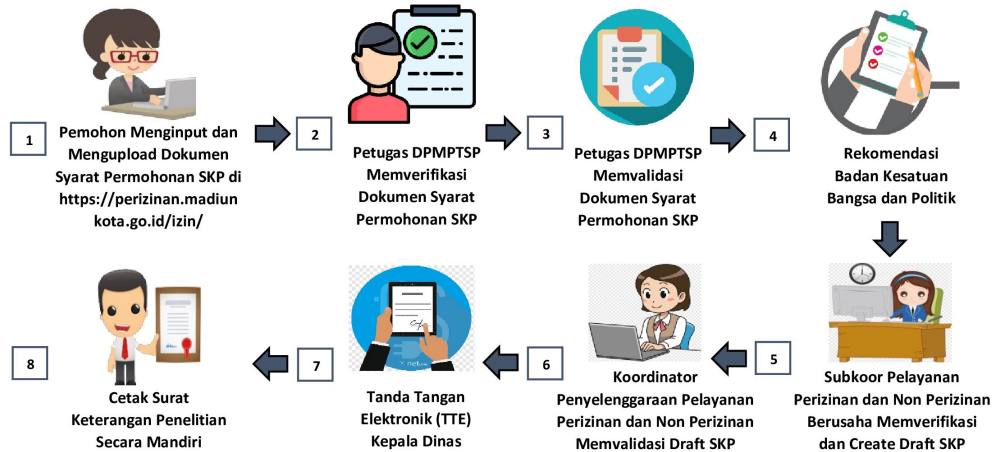 1
Pemohon Menginput dan
Mengupload Dokumen
Syarat Permohonan SKP di
https://perizinan.madiun
kota.go.id/izin/
2
Petugas DPMPTSP
Memverifikasi
Dokumen Syarat
Permohonan SKP
3
Petugas DPMPTSP
Memvalidasi
Dokumen Syarat
Permohonan SKP
4
Rekomendasi
Badan Kesatuan
Bangsa dan Politik
5
Subkoor Pelayanan
Perizinan dan Non Perizinan
Berusaha Memverifikasi
dan Create Draft SKP
6
Koordinator
Penyelenggaraan Pelayanan
Perizinan dan Non Perizinan
Memvalidasi Draft SKP
7
Tanda Tangan
Elektronik (TTE)
Kepala Dinas
8
Cetak Surat
Keterangan Penelitian
Secara Mandiri